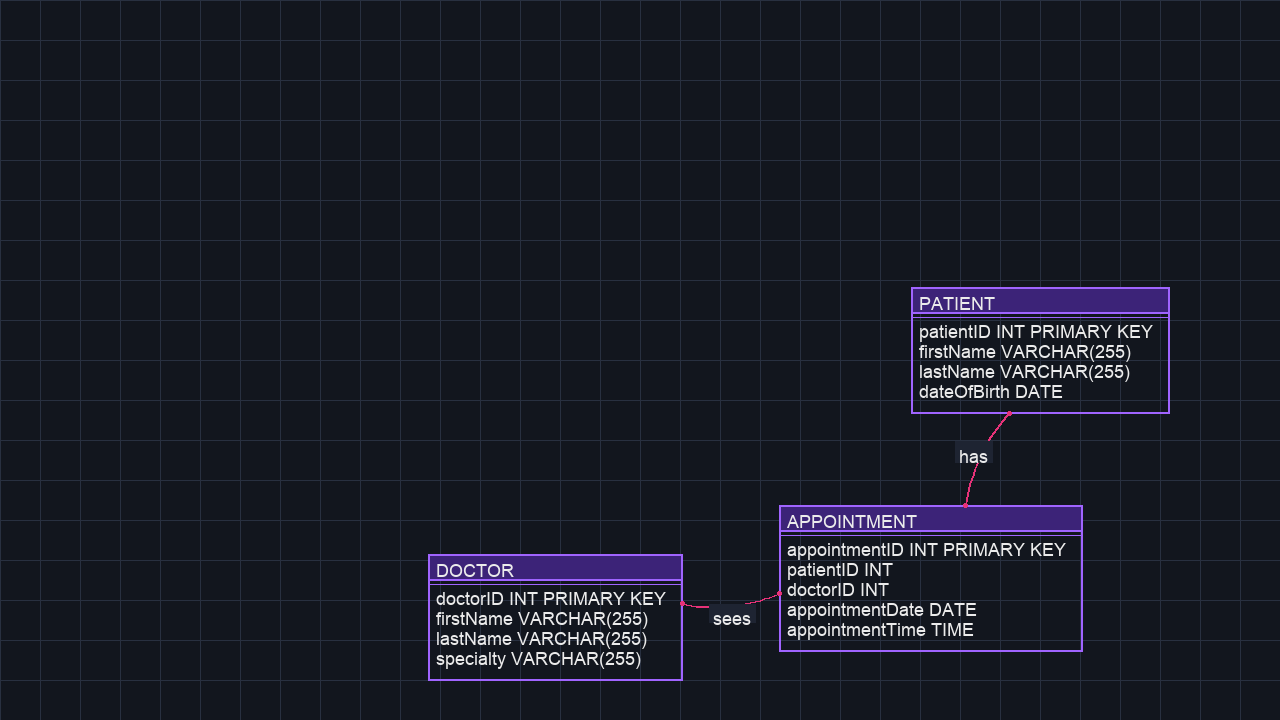 PATIENT
patientID INT PRIMARY KEY
firstName VARCHAR(255)
lastName VARCHAR(255)
dateOfBirth DATE
has
APPOINTMENT
appointmentID INT PRIMARY KEY
patientID INT
doctorID INT
appointmentDate DATE
appointmentTime TIME
DOCTOR
doctorID INT PRIMARY KEY
firstName VARCHAR(255)
lastName VARCHAR(255)
specialty VARCHAR(255)
sees